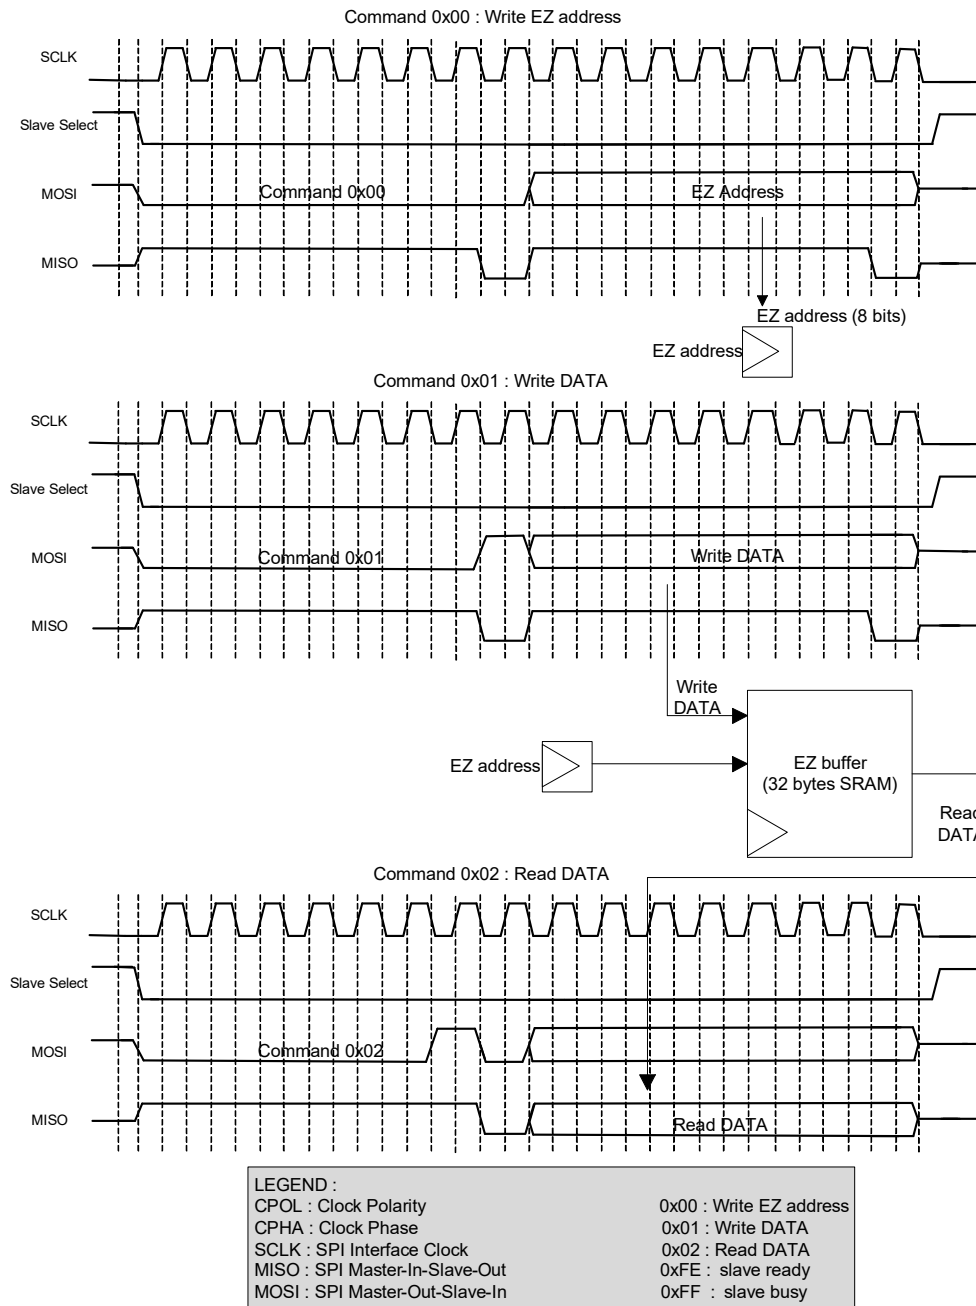 Command 0x00 : Write EZ address
SCLK
Slave Select
MOSI
Command 0x00
EZ Address
MISO
EZ address (8 bits)
EZ address
Command 0x01 : Write DATA
SCLK
Slave Select
MOSI
Command 0x01
Write DATA
MISO
Write
DATA
EZ address
EZ buffer
(32 bytes SRAM)
Read
DATA
Command 0x02 : Read DATA
SCLK
Slave Select
MOSI
Command 0x02
MISO
Read DATA
LEGEND :
CPOL : Clock Polarity
0x00 : Write EZ address
CPHA : Clock Phase
0x01 : Write DATA
SCLK : SPI Interface Clock
0x02 : Read DATA
MISO : SPI Master-In-Slave-Out
0xFE : slave ready
MOSI : SPI Master-Out-Slave-In
0xFF : slave busy